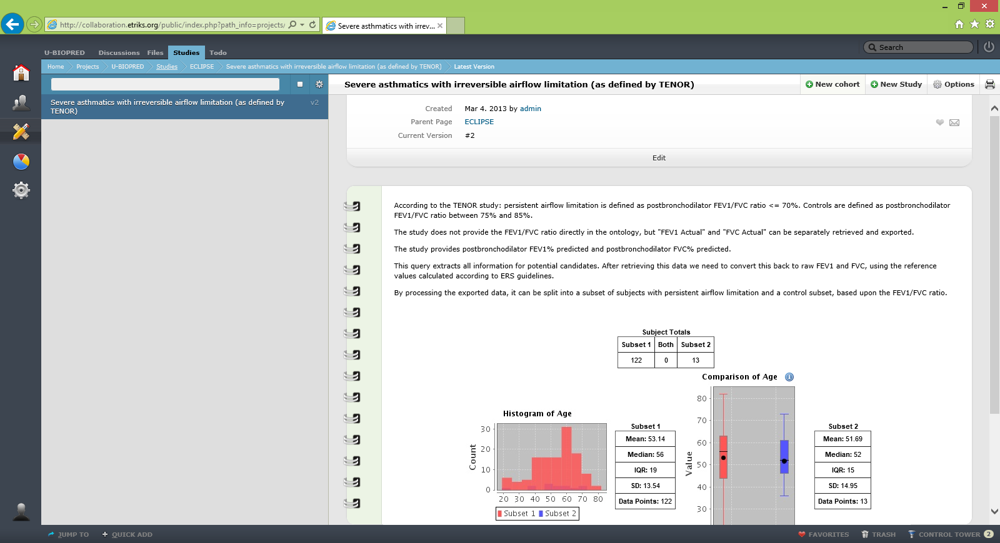 http://collaboration.etriks.org/public/index.php?path_info=projects/
Severe asthmatics with irrev...
U-BIOPRED Discussions Files Studies Todo
Search
Home Projects U-BIOPRED Studies ECLIPSE Severe asthmatics with irreversible airflow limitation (as defined by TENOR) Latest Version
Severe asthmatics with irreversible airflow limitation (as defined by TENOR)
New cohort New Study Options
Severe asthmatics with irreversible airflow limitation (as defined by
TENOR)
v2
Created Mar 4. 2013 by admin
Parent Page ECLIPSE
Current Version #2
Edit
According to the TENOR study: persistent airflow limitation is defined as postbronchodilator FEV1/FVC ratio <= 70%. Controls are defined as postbronchodilator
FEV1/FVC ratio between 75% and 85%.
The study does not provide the FEV1/FVC ratio directly in the ontology, but "FEV1 Actual" and "FVC Actual" can be separately retrieved and exported.
The study provides postbronchodilator FEV1% predicted and postbronchodilator FVC% predicted.
This query extracts all information for potential candidates. After retrieving this data we need to convert this back to raw FEV1 and FVC, using the reference
values calculated according to ERS guidelines.
By processing the exported data, it can be split into a subset of subjects with persistent airflow limitation and a control subset, based upon the FEV1/FVC ratio.
Subject Totals
Subset 1 Both Subset 2
122 0 13
Histogram of Age
Count
30
20
10
0
20 30 40 50 60 70 80
Subset 1 Subset 2
Subset 1
Mean: 53.14
Median: 56
IQR: 19
SD: 13.54
Data Points: 122
Comparison of Age
Value
80
70
60
50
40
30
Subset 2
Mean: 51.69
Median: 52
IQR: 15
SD: 14.95
Data Points: 13
JUMP TO QUICK ADD
FAVORITES TRASH CONTROL TOWER 2